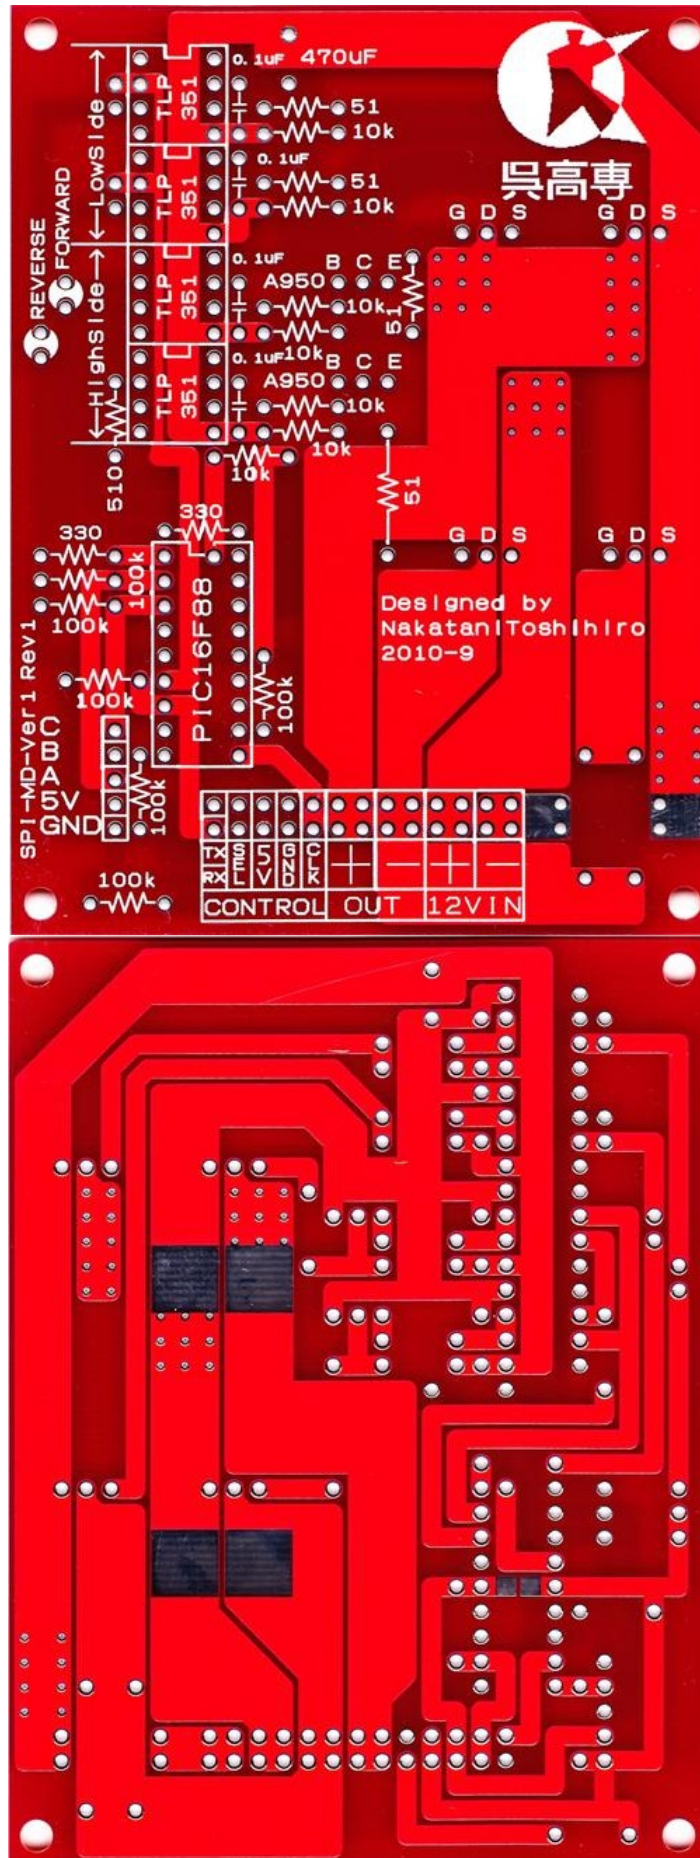 0.1uF 470uF
TLP 351
51
10k
LowSide
TLP 351
0.1uF
51
10k
呉高専
G D S
G D S
REVERSE
FORWARD
HighSide
TLP 351
0.1uF
B C E
A950
10k
10k
51
TLP 351
0.1uF
B C E
A950
10k
10k
510
10k
51
330
330
100k
100k
G D S
G D S
PIC16F88
Designed by
NakataniToshihiro
2010-9
100k
100k
SPI-MD-Ver1 Rev1
C
B
A
5V
GND
100k
100k
TX RX
SEL
5V
GND
CLK
+ − + −
CONTROL OUT 12VIN